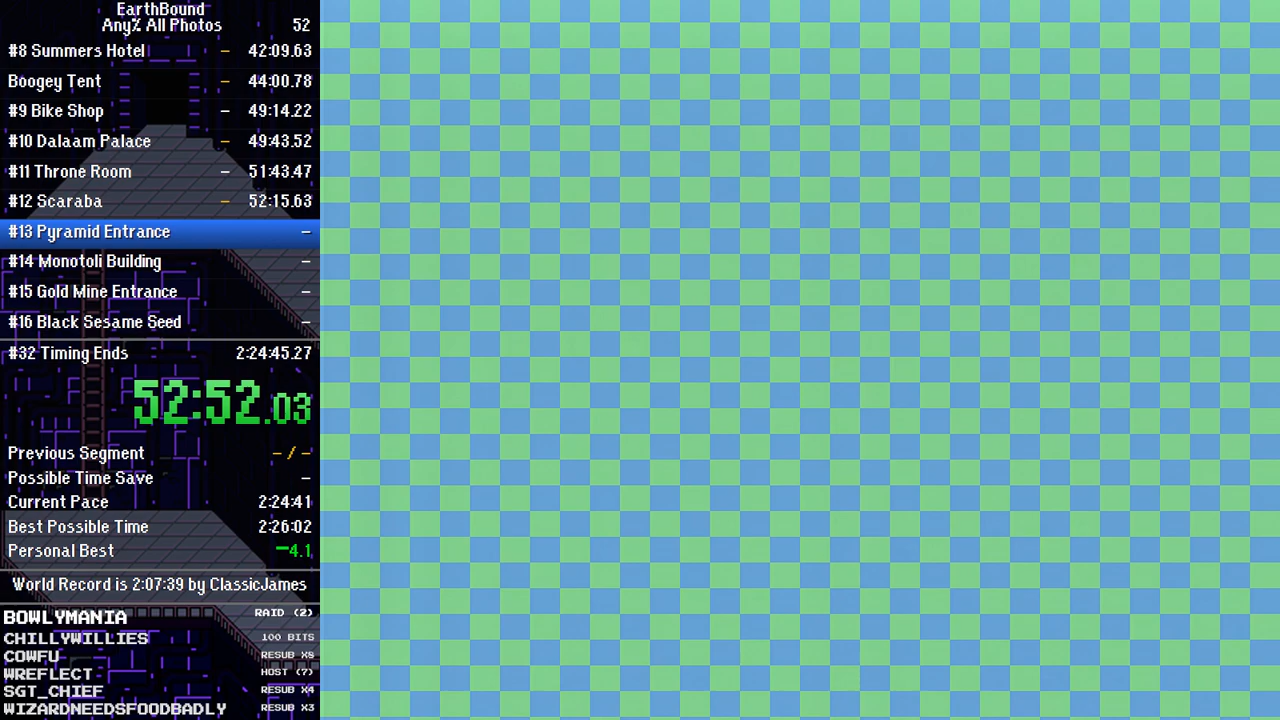 EarthBound
Any% All Photos 52
#8 Summers Hotel – 42:09.63
Boogey Tent – 44:00.78
#9 Bike Shop – 49:14.22
#10 Dalaam Palace – 49:43.52
#11 Throne Room – 51:43.47
#12 Scaraba – 52:15.63
#13 Pyramid Entrance –
#14 Monotoli Building –
#15 Gold Mine Entrance –
#16 Black Sesame Seed –
#32 Timing Ends 2:24:45.27
52:52.03
Previous Segment – / –
Possible Time Save –
Current Pace 2:24:41
Best Possible Time 2:26:02
Personal Best −4.1
World Record is 2:07:39 by ClassicJames
BOWLYMANIA RAID (2)
CHILLYWILLIES 100 BITS
COWFU RESUB X8
WREFLECT HOST (7)
SGT_CHIEF RESUB X4
WIZARDNEEDSFOODBADLY RESUB X3